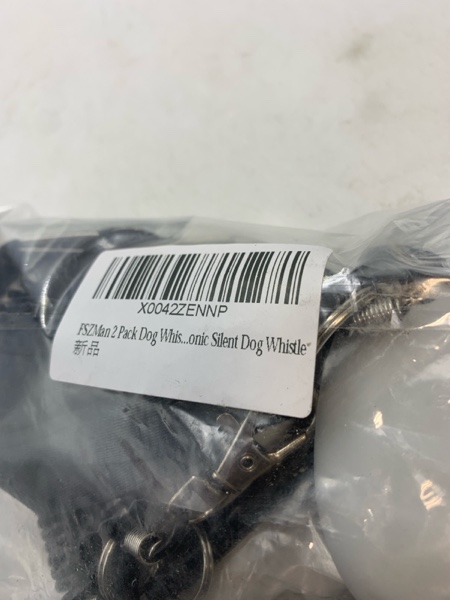 X0042ZENNP
FSZMan 2 Pack Dog Whis...onic Silent Dog Whistle
新品